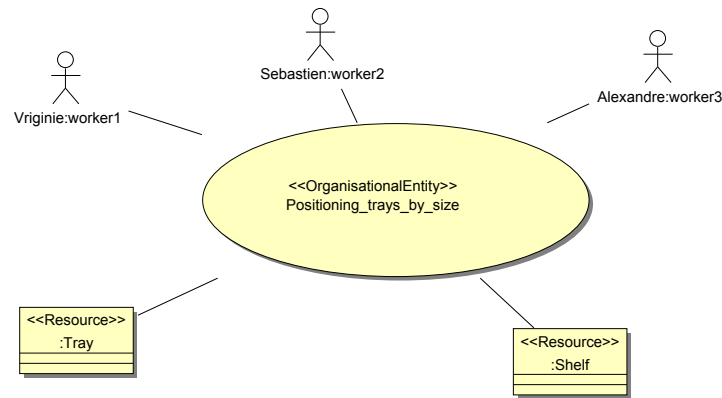 Sebastien:worker2
Alexandre:worker3
Vriginie:worker1
<<OrganisationalEntity>>
Positioning_trays_by_size
<<Resource>>
:Tray
<<Resource>>
:Shelf